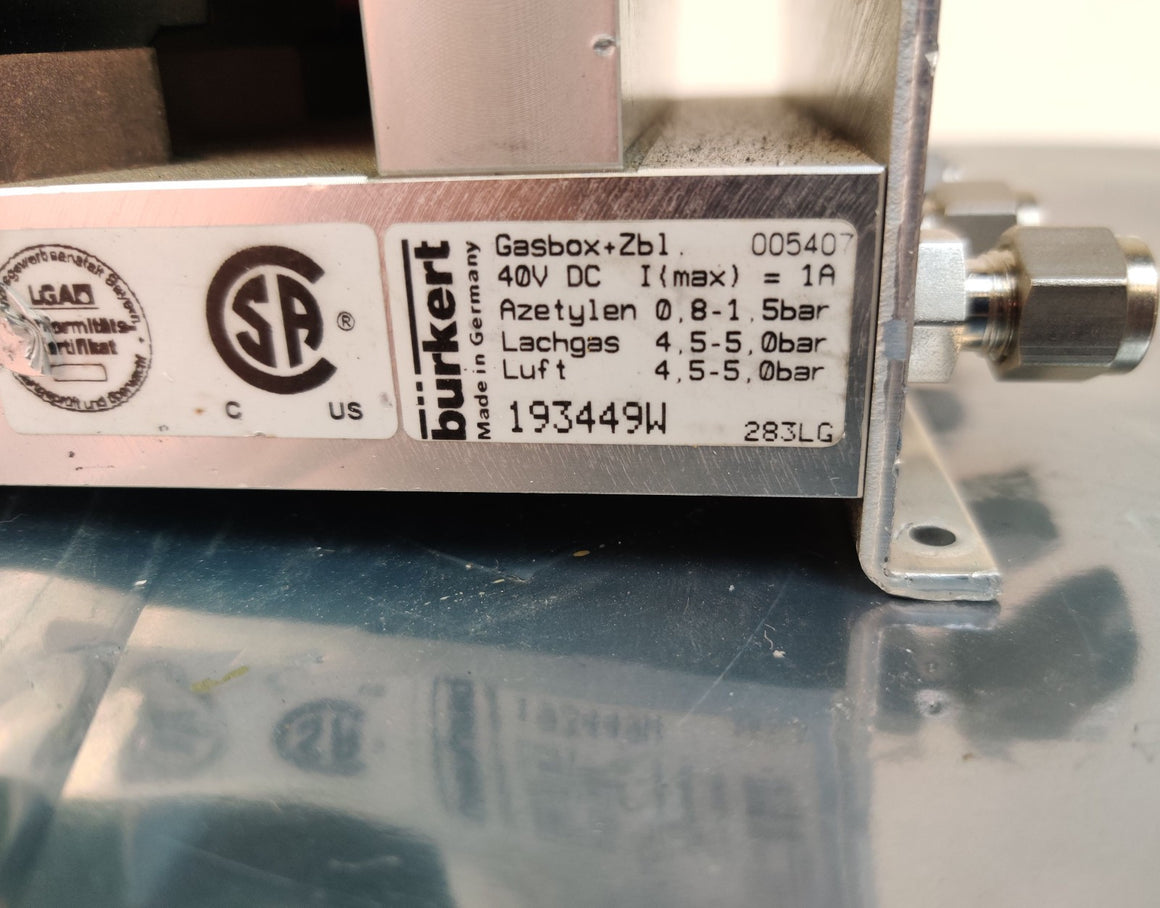 LGA
CSA
®
C US
bürkert
Made in Germany
Gasbox+Zbl. 005407
40V DC I(max) = 1A
Azetylen 0,8-1,5bar
Lachgas 4,5-5,0bar
Luft 4,5-5,0bar
193449W
283LG